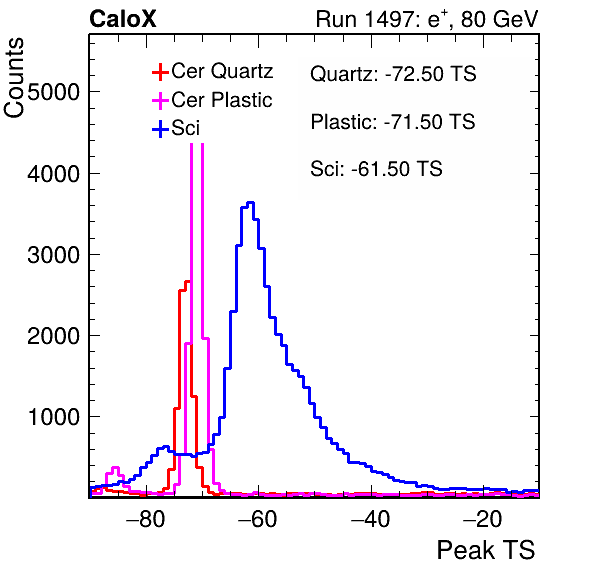 CaloX Run 1497: e⁺, 80 GeV
Counts
Cer Quartz
Cer Plastic
Sci
Quartz: -72.50 TS
Plastic: -71.50 TS
Sci: -61.50 TS
5000
4000
3000
2000
1000
−80 −60 −40 −20
Peak TS